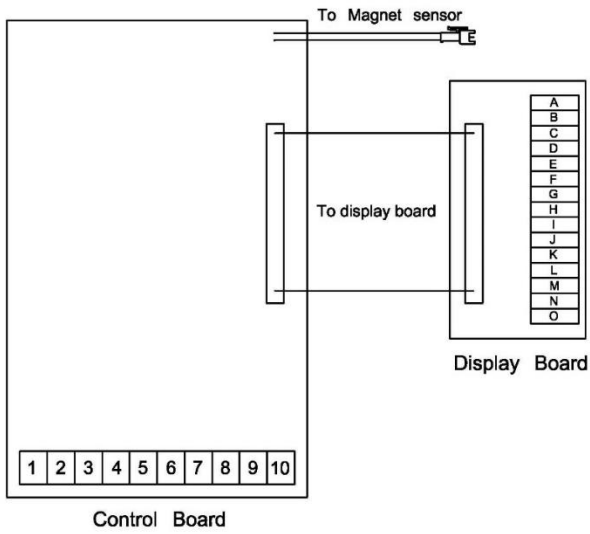 To Magnet sensor
A
B
C
D
E
F
G
H
I
J
K
L
M
N
O
To display board
Display Board
1 2 3 4 5 6 7 8 9 10
Control Board